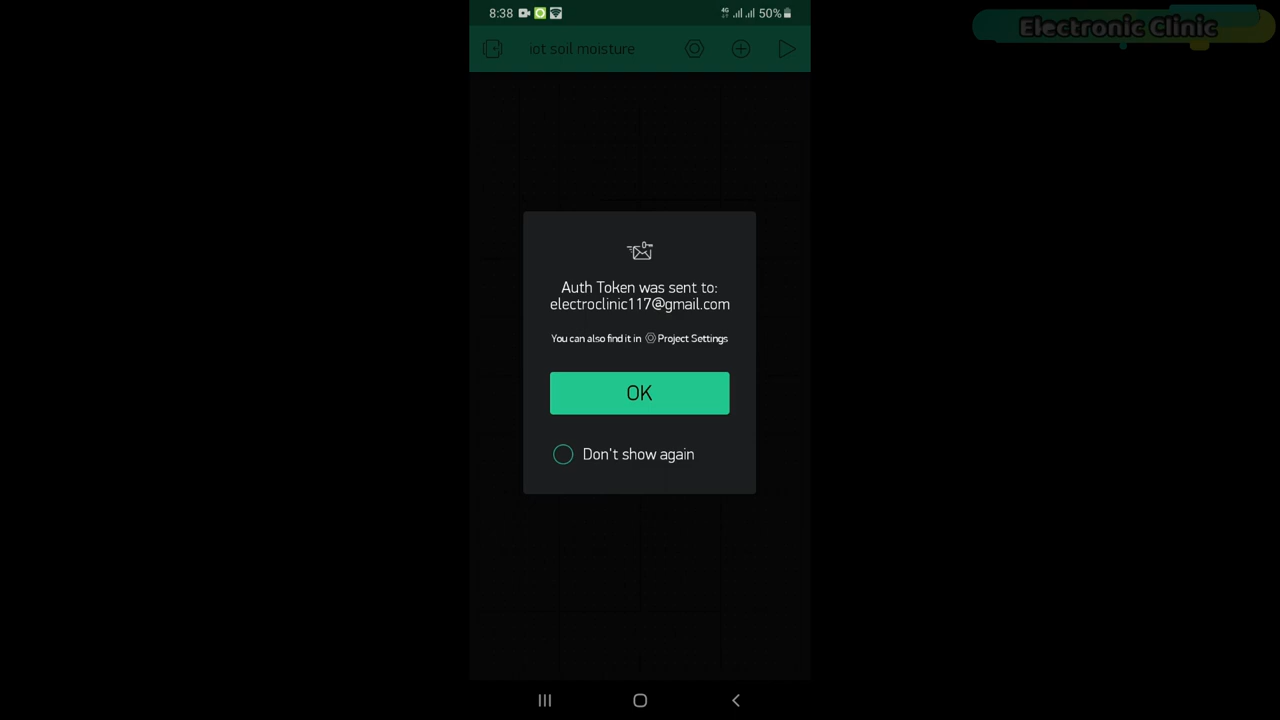 8:38
4G
50%
Electronic Clinic
iot soil moisture
Auth Token was sent to:
electroclinic117@gmail.com
You can also find it in Project Settings
OK
Don't show again